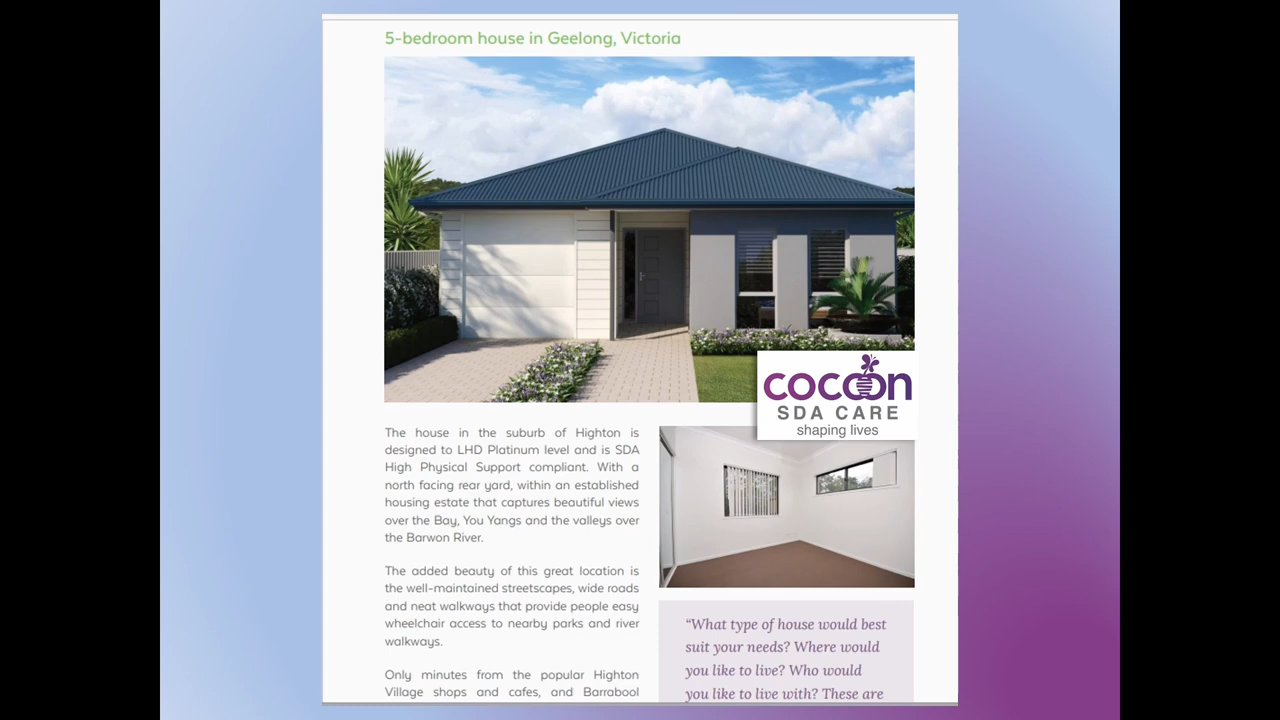 5-bedroom house in Geelong, Victoria
cocoon
SDA CARE
shaping lives
The house in the suburb of Highton is
designed to LHD Platinum level and is SDA
High Physical Support compliant. With a
north facing rear yard, within an established
housing estate that captures beautiful views
over the Bay, You Yangs and the valleys over
the Barwon River.
The added beauty of this great location is
the well-maintained streetscapes, wide roads
and neat walkways that provide people easy
wheelchair access to nearby parks and river
walkways.
Only minutes from the popular Highton
Village shops and cafes, and Barrabool
“What type of house would best
suit your needs? Where would
you like to live? Who would
you like to live with? These are